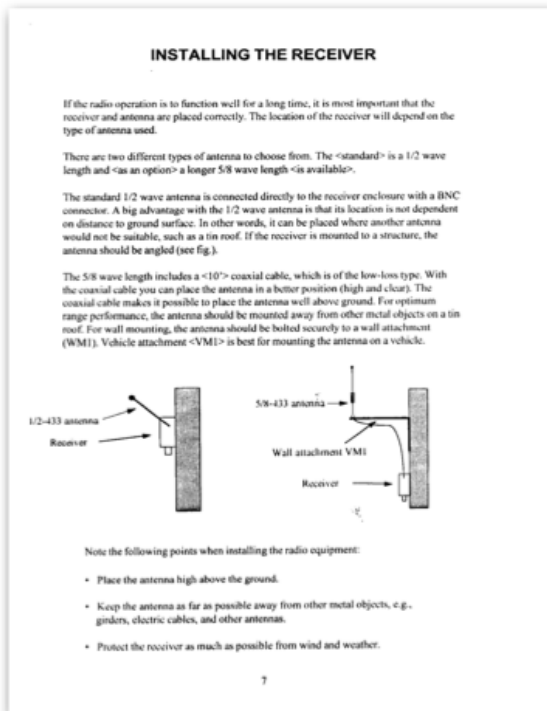 INSTALLING THE RECEIVER
If the radio operation is to function well for a long time, it is most important that the
receiver and antenna are placed correctly. The location of the receiver will depend on the
type of antenna used.
There are two different types of antenna to choose from. The <standard> is a 1/2 wave
length and <as an option> a longer 5/8 wave length <is available>.
The standard 1/2 wave antenna is connected directly to the receiver enclosure with a BNC
connector. A big advantage with the 1/2 wave antenna is that its location is not dependent
on distance to ground surface. In other words, it can be placed where another antenna
would not be suitable, such as a tin roof. If the receiver is mounted to a structure, the
antenna should be angled (see fig.).
The 5/8 wave length includes a <10'> coaxial cable, which is of the low-loss type. With
the coaxial cable you can place the antenna in a better position (high and clear). The
coaxial cable makes it possible to place the antenna well above ground. For optimum
range performance, the antenna should be mounted away from other metal objects on a tin
roof. For wall mounting, the antenna should be bolted securely to a wall attachment
(WM1). Vehicle attachment <VM1> is best for mounting the antenna on a vehicle.
1/2-433 antenna
Receiver
5/8-433 antenna
Wall attachment VM1
Receiver
Note the following points when installing the radio equipment:
• Place the antenna high above the ground.
• Keep the antenna as far as possible away from other metal objects, e.g.,
girders, electric cables, and other antennas.
• Protect the receiver as much as possible from wind and weather.
7